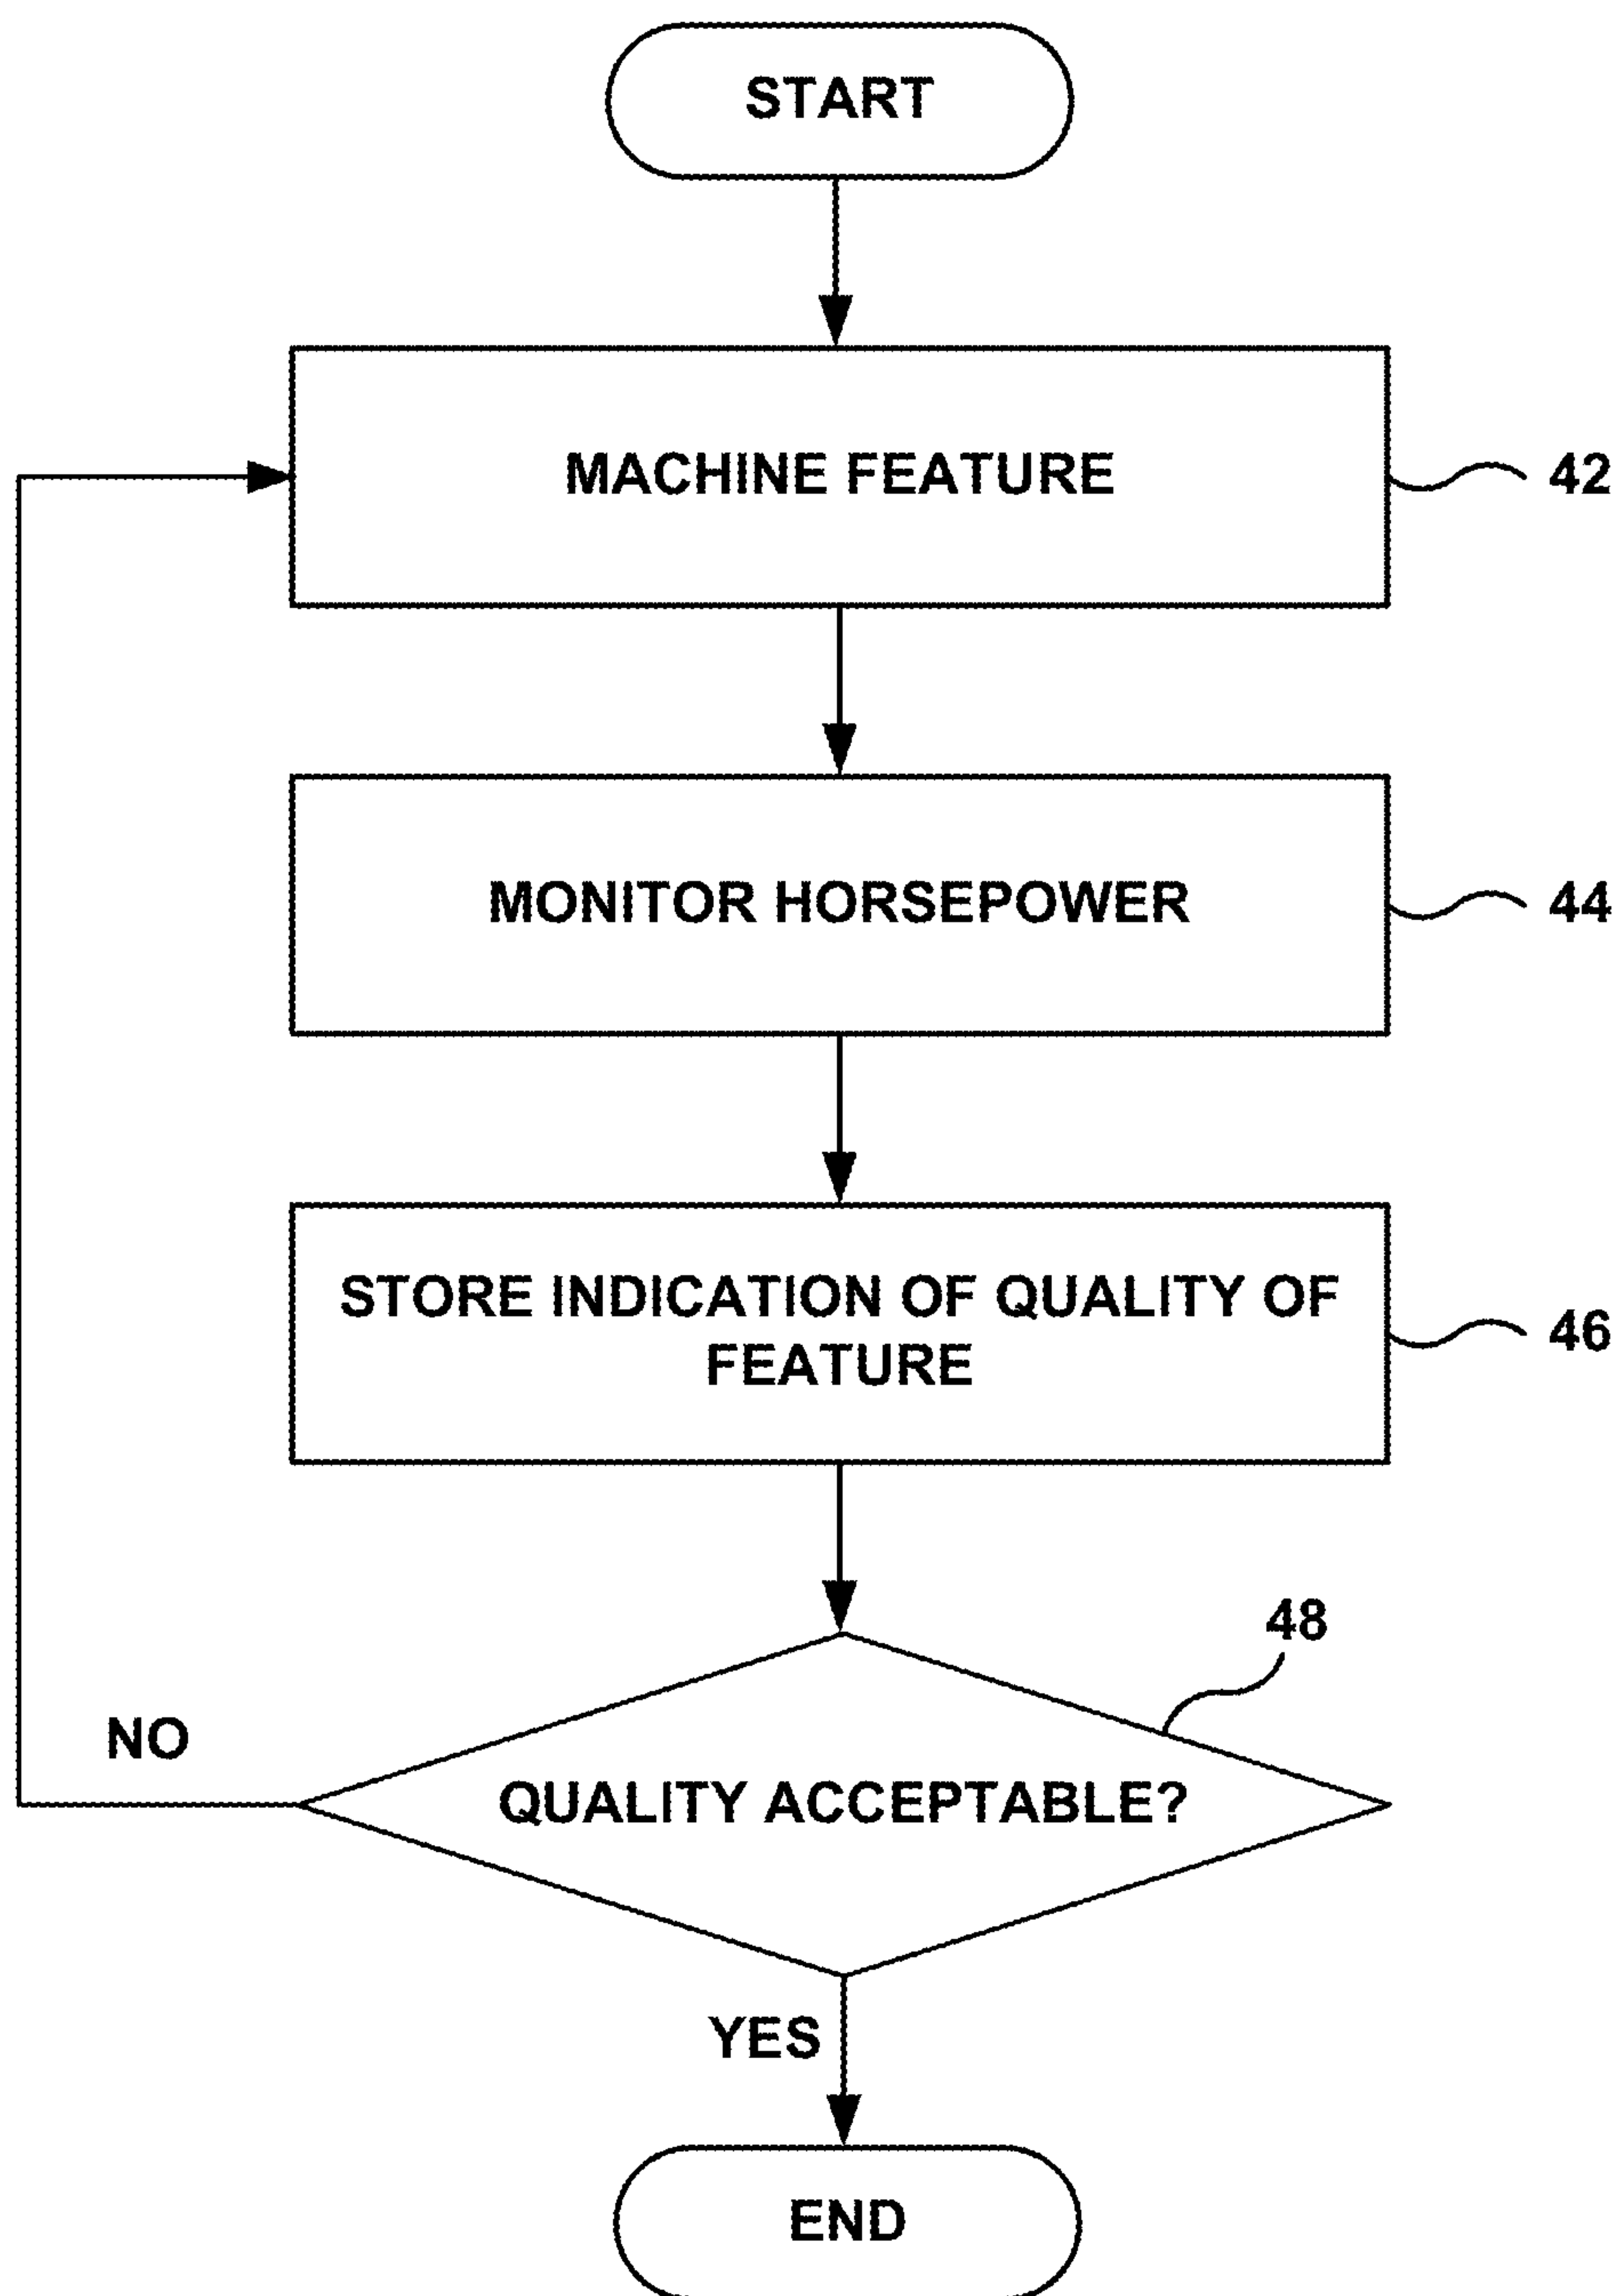 START
MACHINE FEATURE
42
MONITOR HORSEPOWER
44
STORE INDICATION OF QUALITY OF
FEATURE
46
48
NO
QUALITY ACCEPTABLE?
YES
END